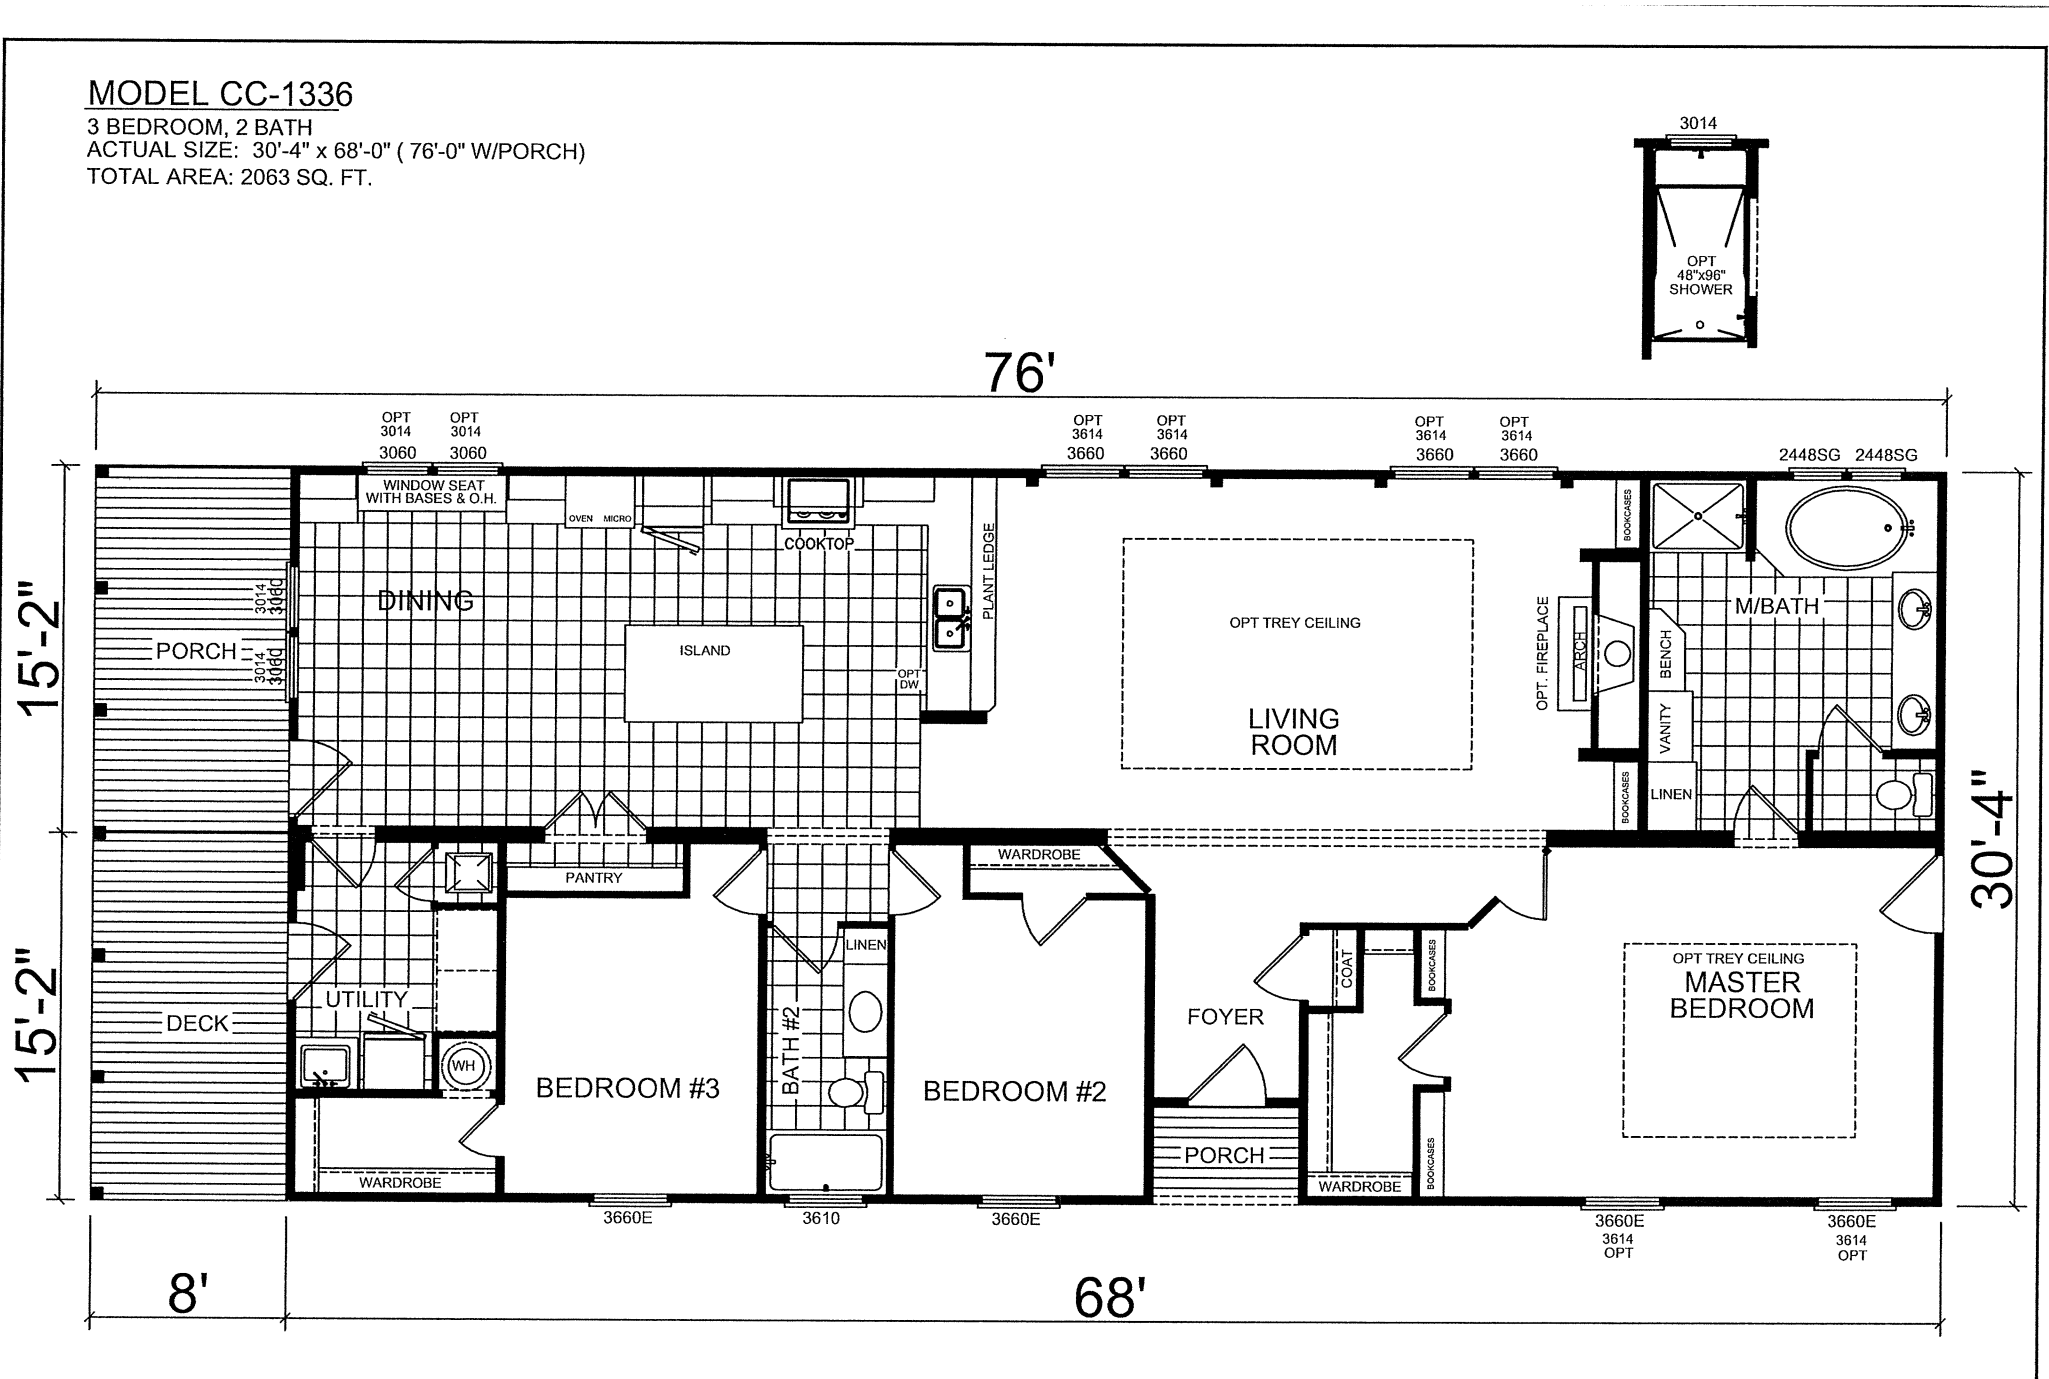 MODEL CC-1336
3 BEDROOM, 2 BATH
ACTUAL SIZE: 30'-4" x 68'-0" ( 76'-0" W/PORCH)
TOTAL AREA: 2063 SQ. FT.
3014
OPT
48"x96"
SHOWER
76'
OPT
3014
3060
OPT
3014
3060
OPT
3614
3660
OPT
3614
3660
OPT
3614
3660
OPT
3614
3660
2448SG
2448SG
WINDOW SEAT
WITH BASES & O.H.
OVEN
MICRO
COOKTOP
PLANT LEDGE
BOOKCASES
15'-2"
PORCH
3014
3060
3014
3060
DINING
ISLAND
OPT
DW
OPT TREY CEILING
LIVING
ROOM
OPT. FIREPLACE
ARCH
BOOKCASES
M/BATH
BENCH
VANITY
LINEN
30'-4"
15'-2"
DECK
UTILITY
WH
PANTRY
WARDROBE
BEDROOM #3
LINEN
BATH #2
WARDROBE
BEDROOM #2
FOYER
PORCH
COAT
BOOKCASES
WARDROBE
BOOKCASES
OPT TREY CEILING
MASTER
BEDROOM
3660E
3610
3660E
3660E
3614
OPT
3660E
3614
OPT
8'
68'